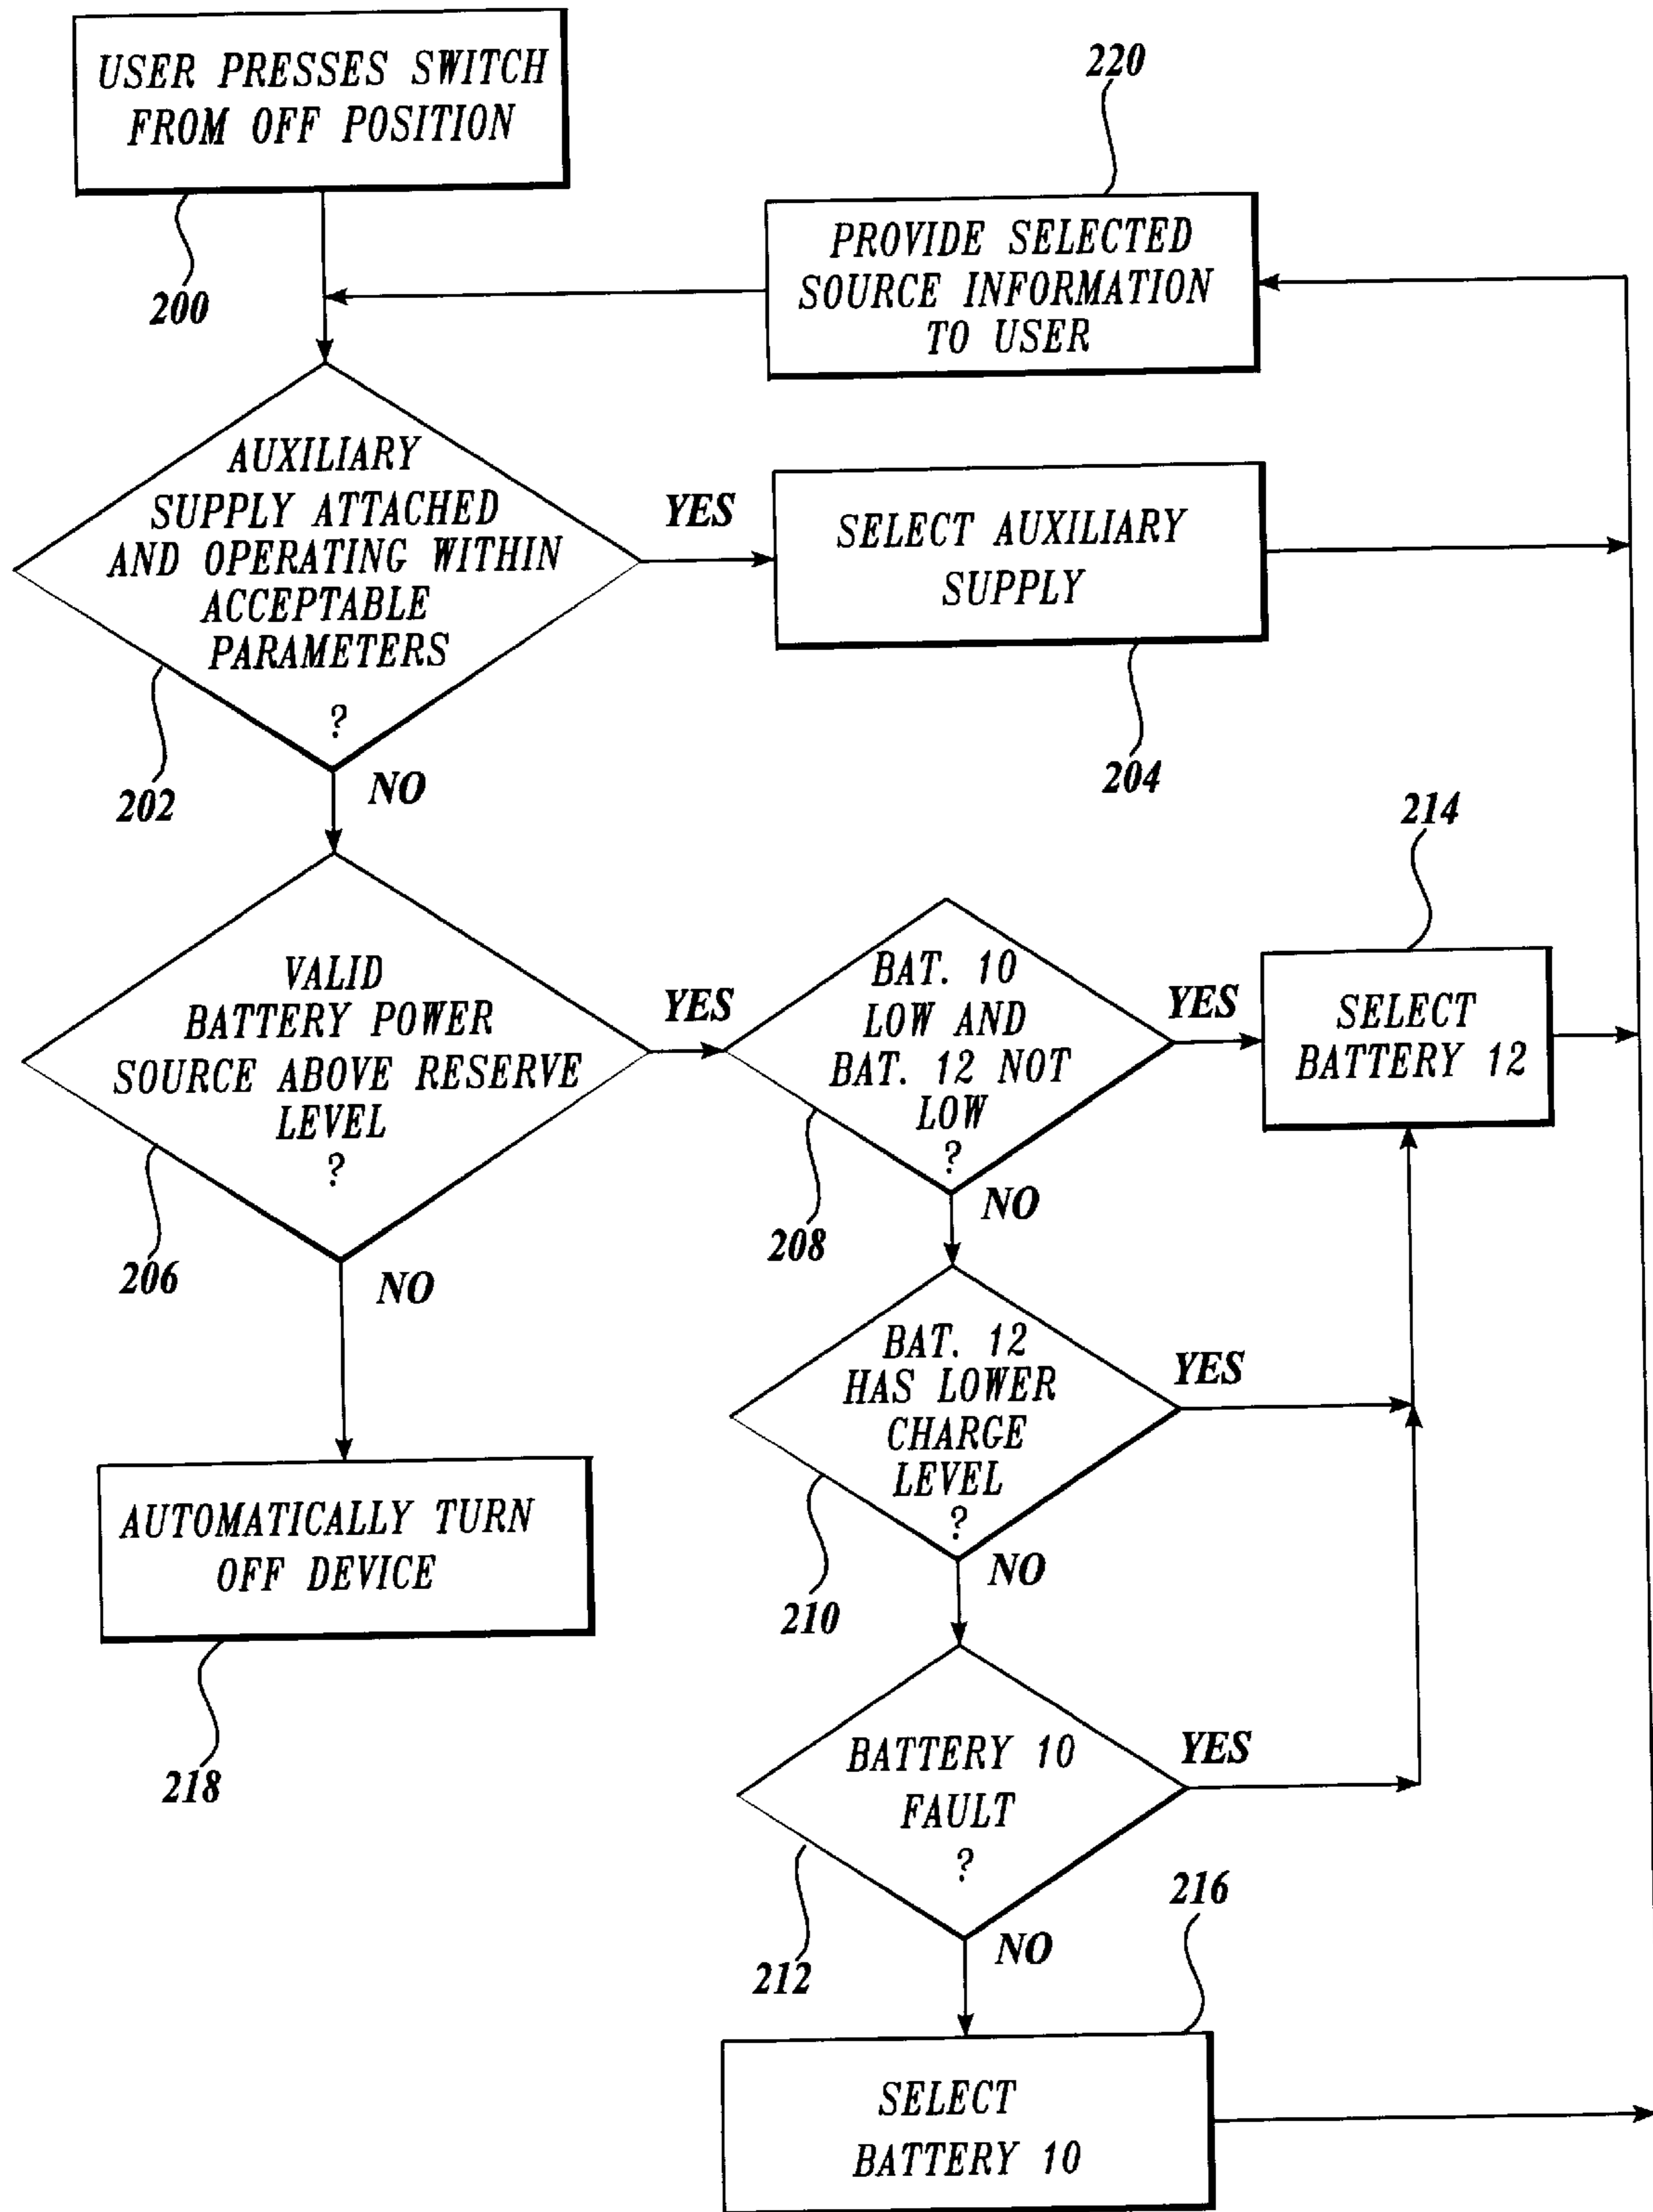 USER PRESSES SWITCH
FROM OFF POSITION
200
220
PROVIDE SELECTED
SOURCE INFORMATION
TO USER
AUXILIARY
SUPPLY ATTACHED
AND OPERATING WITHIN
ACCEPTABLE
PARAMETERS
?
202
YES
NO
SELECT AUXILIARY
SUPPLY
204
VALID
BATTERY POWER
SOURCE ABOVE RESERVE
LEVEL
?
206
YES
NO
BAT. 10
LOW AND
BAT. 12 NOT
LOW
?
208
YES
NO
214
SELECT
BATTERY 12
BAT. 12
HAS LOWER
CHARGE
LEVEL
?
210
YES
NO
AUTOMATICALLY TURN
OFF DEVICE
218
BATTERY 10
FAULT
?
212
YES
NO
216
SELECT
BATTERY 10